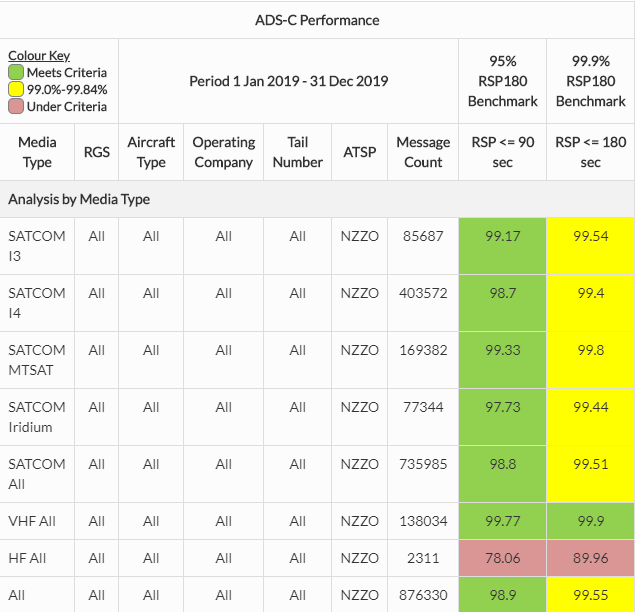 ADS-C Performance
Colour Key
Meets Criteria
99.0%-99.84%
Under Criteria
Period 1 Jan 2019 - 31 Dec 2019
95%
RSP180
Benchmark
99.9%
RSP180
Benchmark
Media
Type
RGS
Aircraft
Type
Operating
Company
Tail
Number
ATSP
Message
Count
RSP <= 90
sec
RSP <= 180
sec
Analysis by Media Type
SATCOM I3 All All All All NZZO 85687 99.17 99.54
SATCOM I4 All All All All NZZO 403572 98.7 99.4
SATCOM MTSAT All All All All NZZO 169382 99.33 99.8
SATCOM Iridium All All All All NZZO 77344 97.73 99.44
SATCOM All All All All All NZZO 735985 98.8 99.51
VHF All All All All All NZZO 138034 99.77 99.9
HF All All All All All NZZO 2311 78.06 89.96
All All All All All NZZO 876330 98.9 99.55